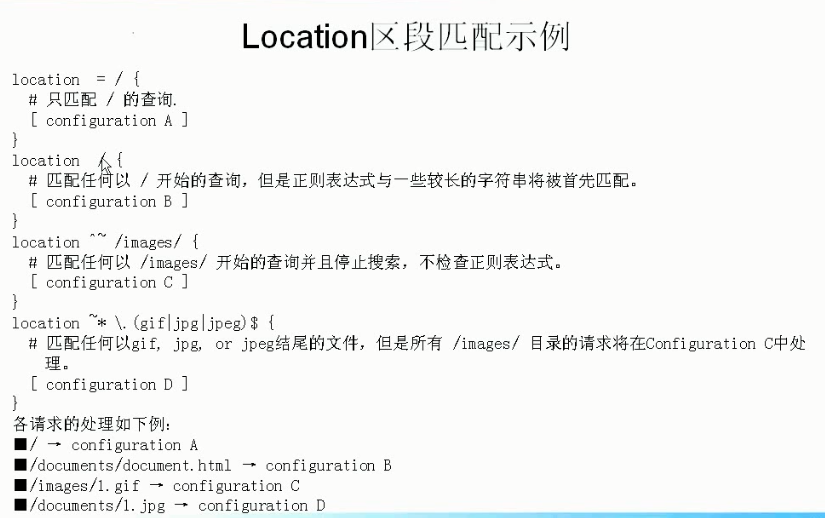 Location区段匹配示例
location = / {
# 只匹配 / 的查询.
[ configuration A ]
}
location / {
# 匹配任何以 / 开始的查询，但是正则表达式与一些较长的字符串将被首先匹配。
[ configuration B ]
}
location ^~ /images/ {
# 匹配任何以 /images/ 开始的查询并且停止搜索，不检查正则表达式。
[ configuration C ]
}
location ~* \.(gif|jpg|jpeg)$ {
# 匹配任何以gif, jpg, or jpeg结尾的文件，但是所有 /images/ 目录的请求将在Configuration C中处
理。
[ configuration D ]
}
各请求的处理如下例：
■/ → configuration A
■/documents/document.html → configuration B
■/images/1.gif → configuration C
■/documents/1.jpg → configuration D